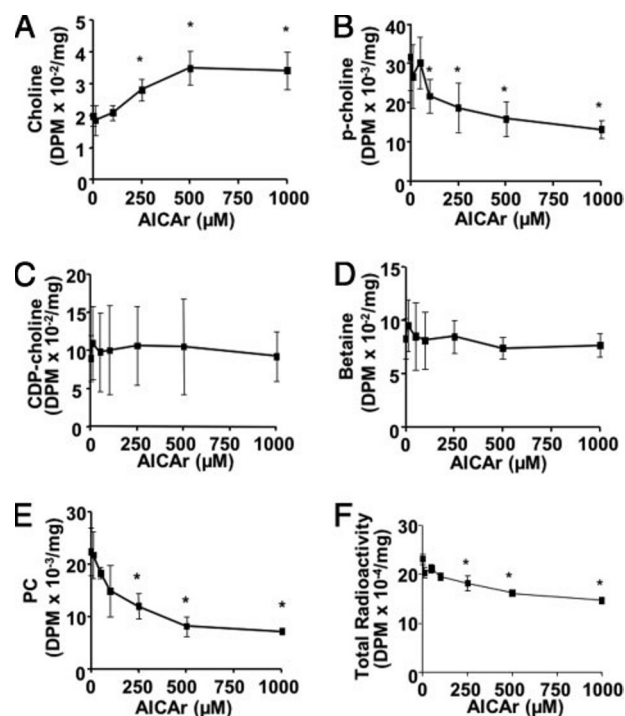 A
Choline
(DPM x 10-2/mg)
5
4
3
2
1
0
*
*
*
0 250 500 750 1000
AICAr (µM)
B
p-choline
(DPM x 10-3/mg)
40
30
20
10
0
*
*
*
*
0 250 500 750 1000
AICAr (µM)
C
CDP-choline
(DPM x 10-2/mg)
20
15
10
5
0
0 250 500 750 1000
AICAr (µM)
D
Betaine
(DPM x 10-2/mg)
15
10
5
0
0 250 500 750 1000
AICAr (µM)
E
PC
(DPM x 10-3/mg)
30
20
10
0
*
*
*
0 250 500 750 1000
AICAr (µM)
F
Total Radioactivity
(DPM x 10-4/mg)
30
20
10
0
*
*
*
0 250 500 750 1000
AICAr (µM)